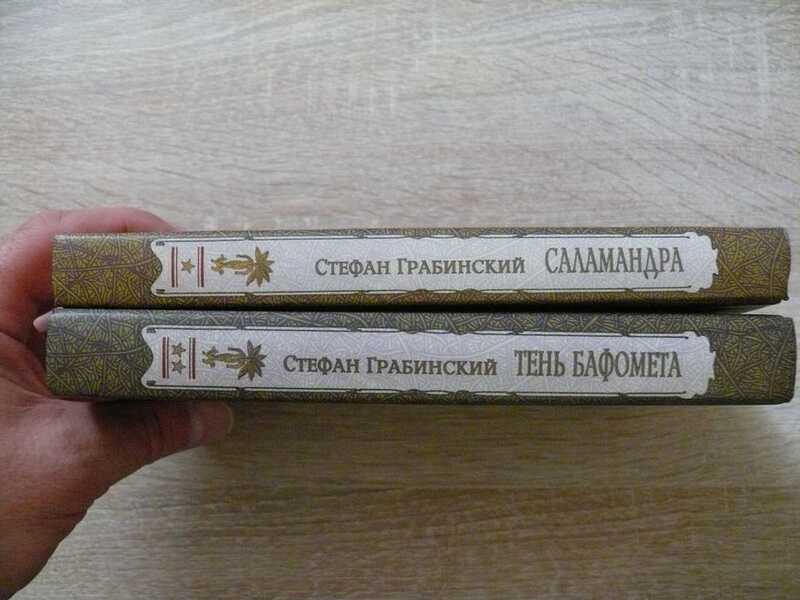 Стефан Грабинский САЛАМАНДРА
Стефан Грабинский ТЕНЬ БАФОМЕТА